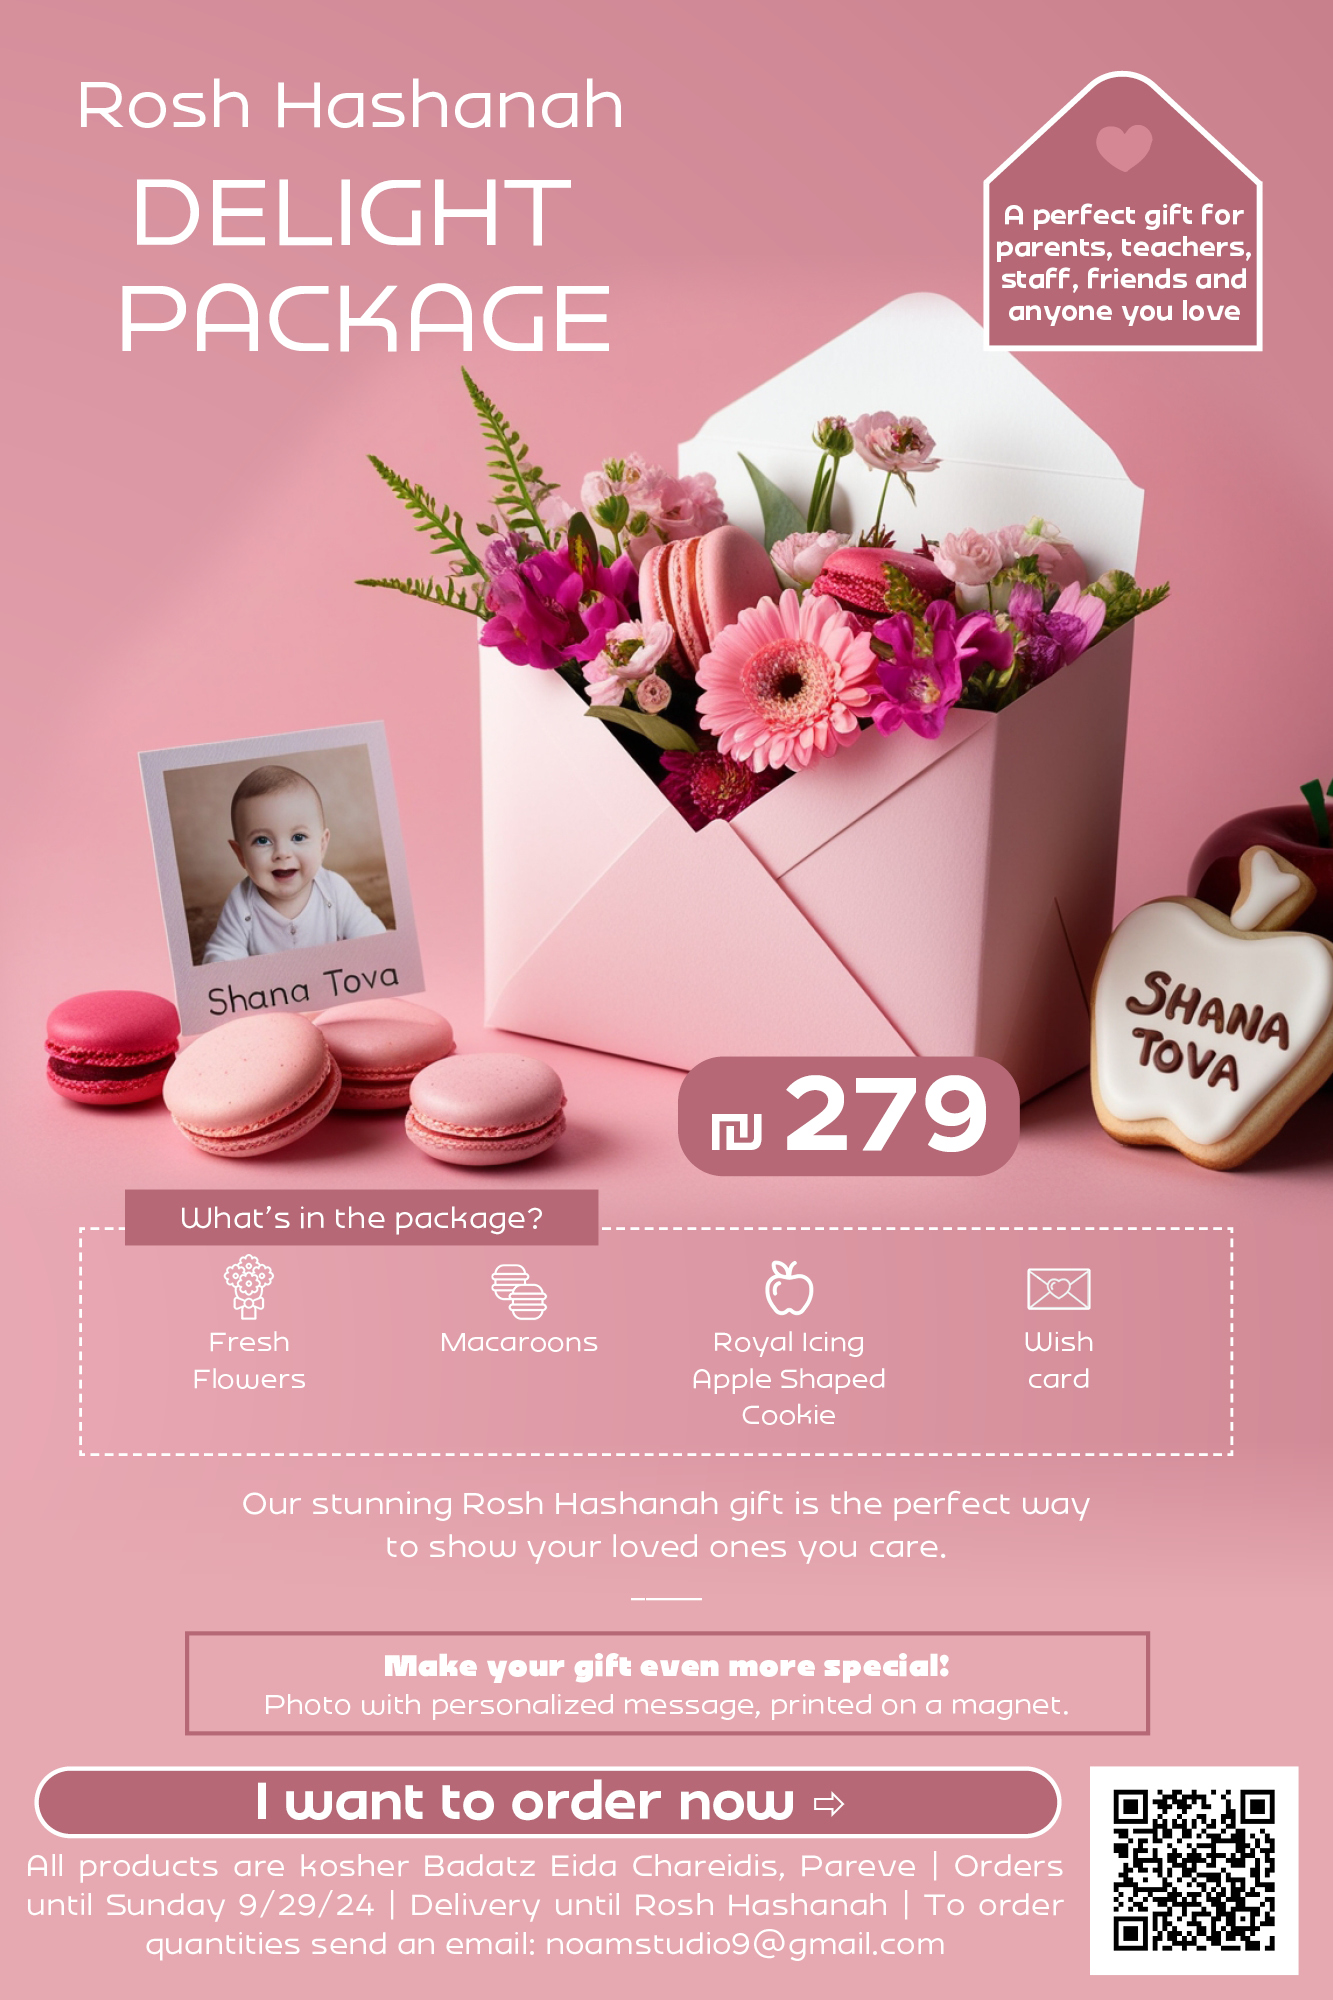 Rosh Hashanah
DELIGHT
PACKAGE
A perfect gift for
parents, teachers,
staff, friends and
anyone you love
Shana Tova
SHANA
TOVA
₪ 279
What's in the package?
Fresh
Flowers
Macaroons
Royal Icing
Apple Shaped
Cookie
Wish
card
Our stunning Rosh Hashanah gift is the perfect way
to show your loved ones you care.
Make your gift even more special!
Photo with personalized message, printed on a magnet.
I want to order now ⇨
All products are kosher Badatz Eida Chareidis, Pareve | Orders
until Sunday 9/29/24 | Delivery until Rosh Hashanah | To order
quantities send an email: noamstudio9@gmail.com